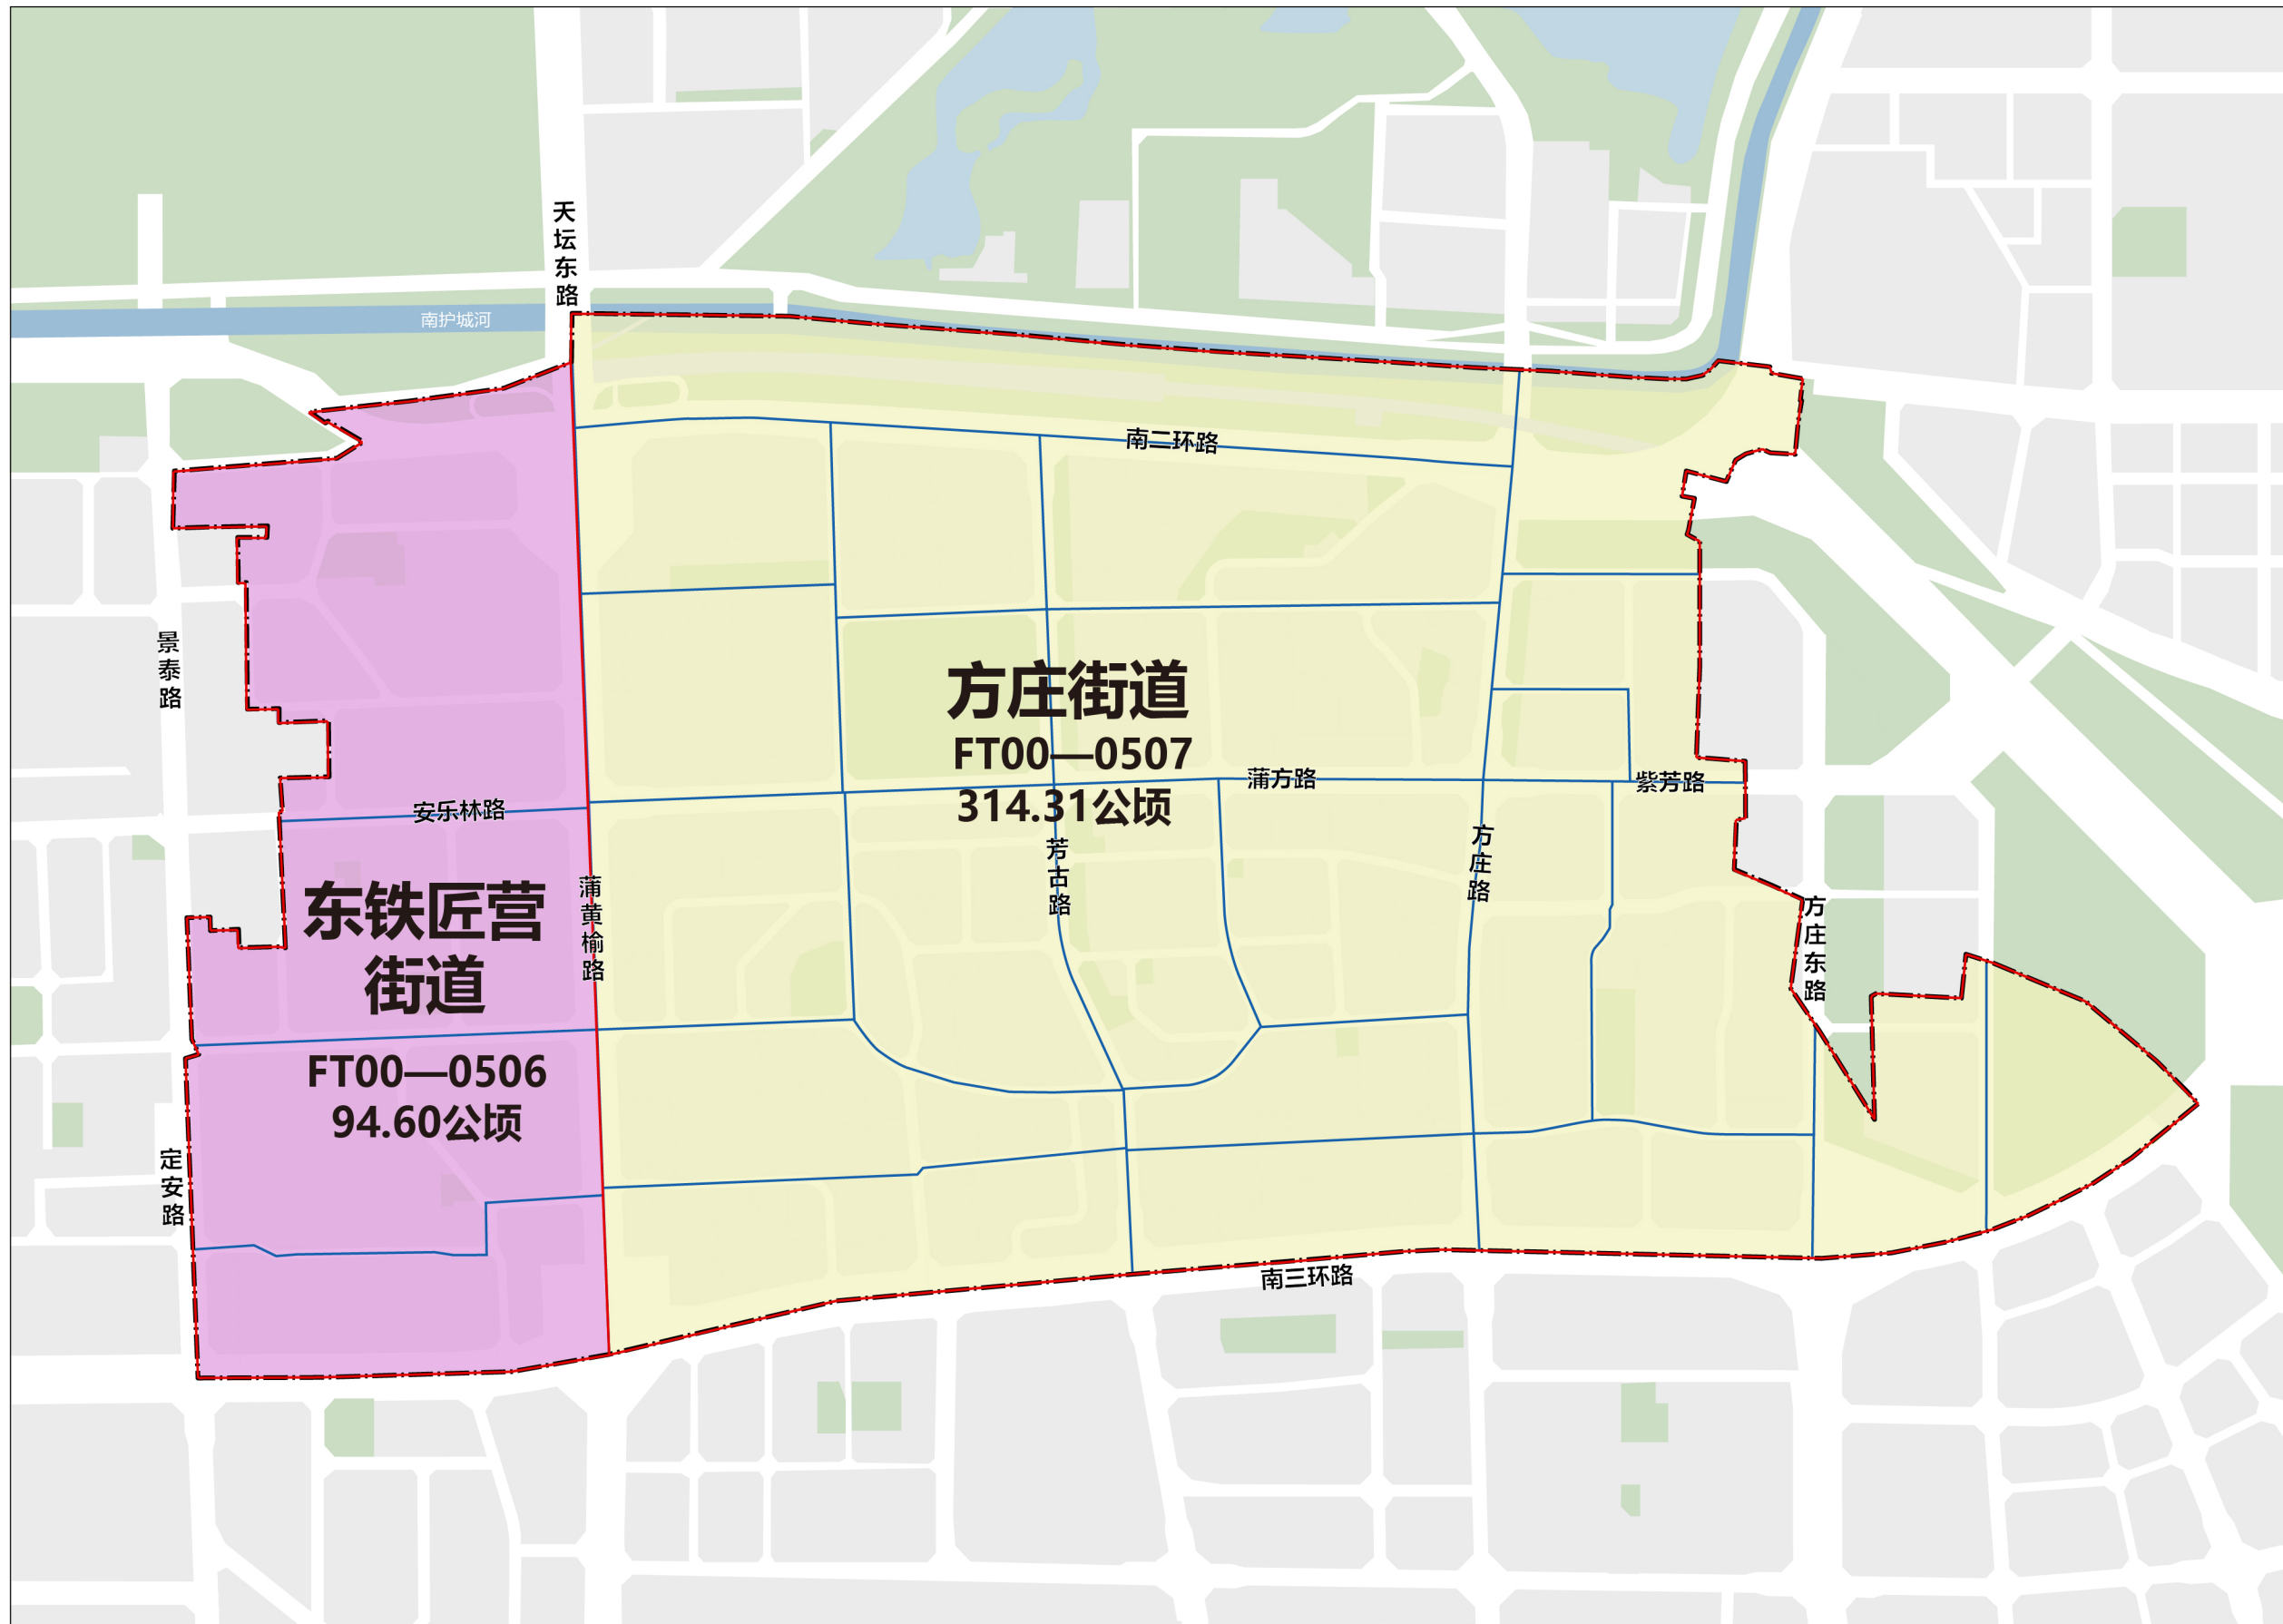 天坛东路
南护城河
南二环路
景泰路
方庄街道
FT00—0507
314.31公顷
蒲方路
紫芳路
安乐林路
芳古路
方庄路
蒲黄榆路
方庄东路
东铁匠营
街道
FT00—0506
94.60公顷
定安路
南三环路